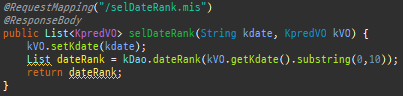 @RequestMapping("/selDateRank.mis")
@ResponseBody
public List<KpredVO> selDateRank(String kdate, KpredVO kVO) {
kVO.setKdate(kdate);
List dateRank = kDao.dateRank(kVO.getKdate().substring(0,10));
return dateRank;
}